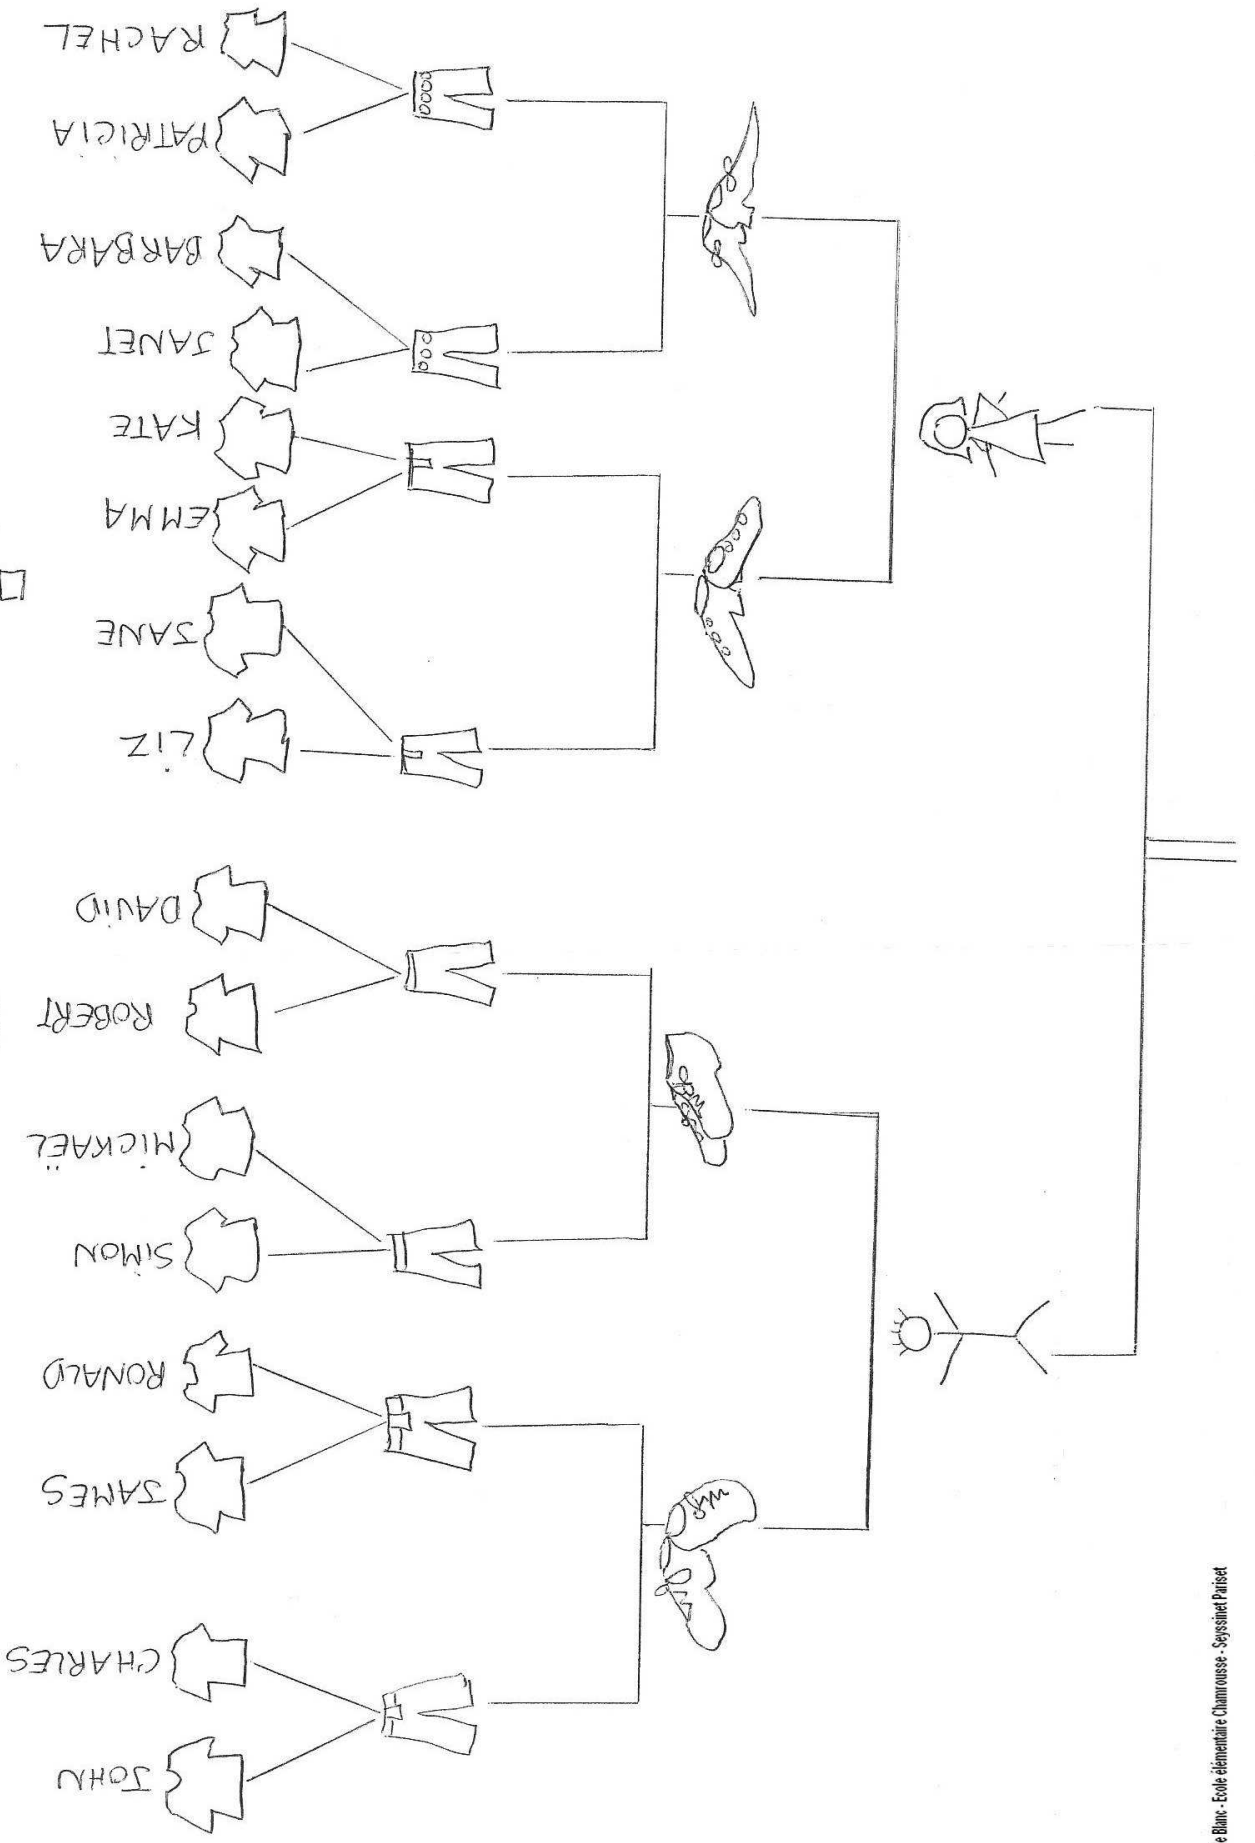 RACHEL
PATRICIA
BARBARA
JANET
KATE
EMMA
JANE
LIZ
DAVID
ROBERT
MICKAËL
SIMON
RONALD
JAMES
CHARLES
JOHN
e Blanc - Ecole élémentaire Chamrousse - Seyssinet Pariset